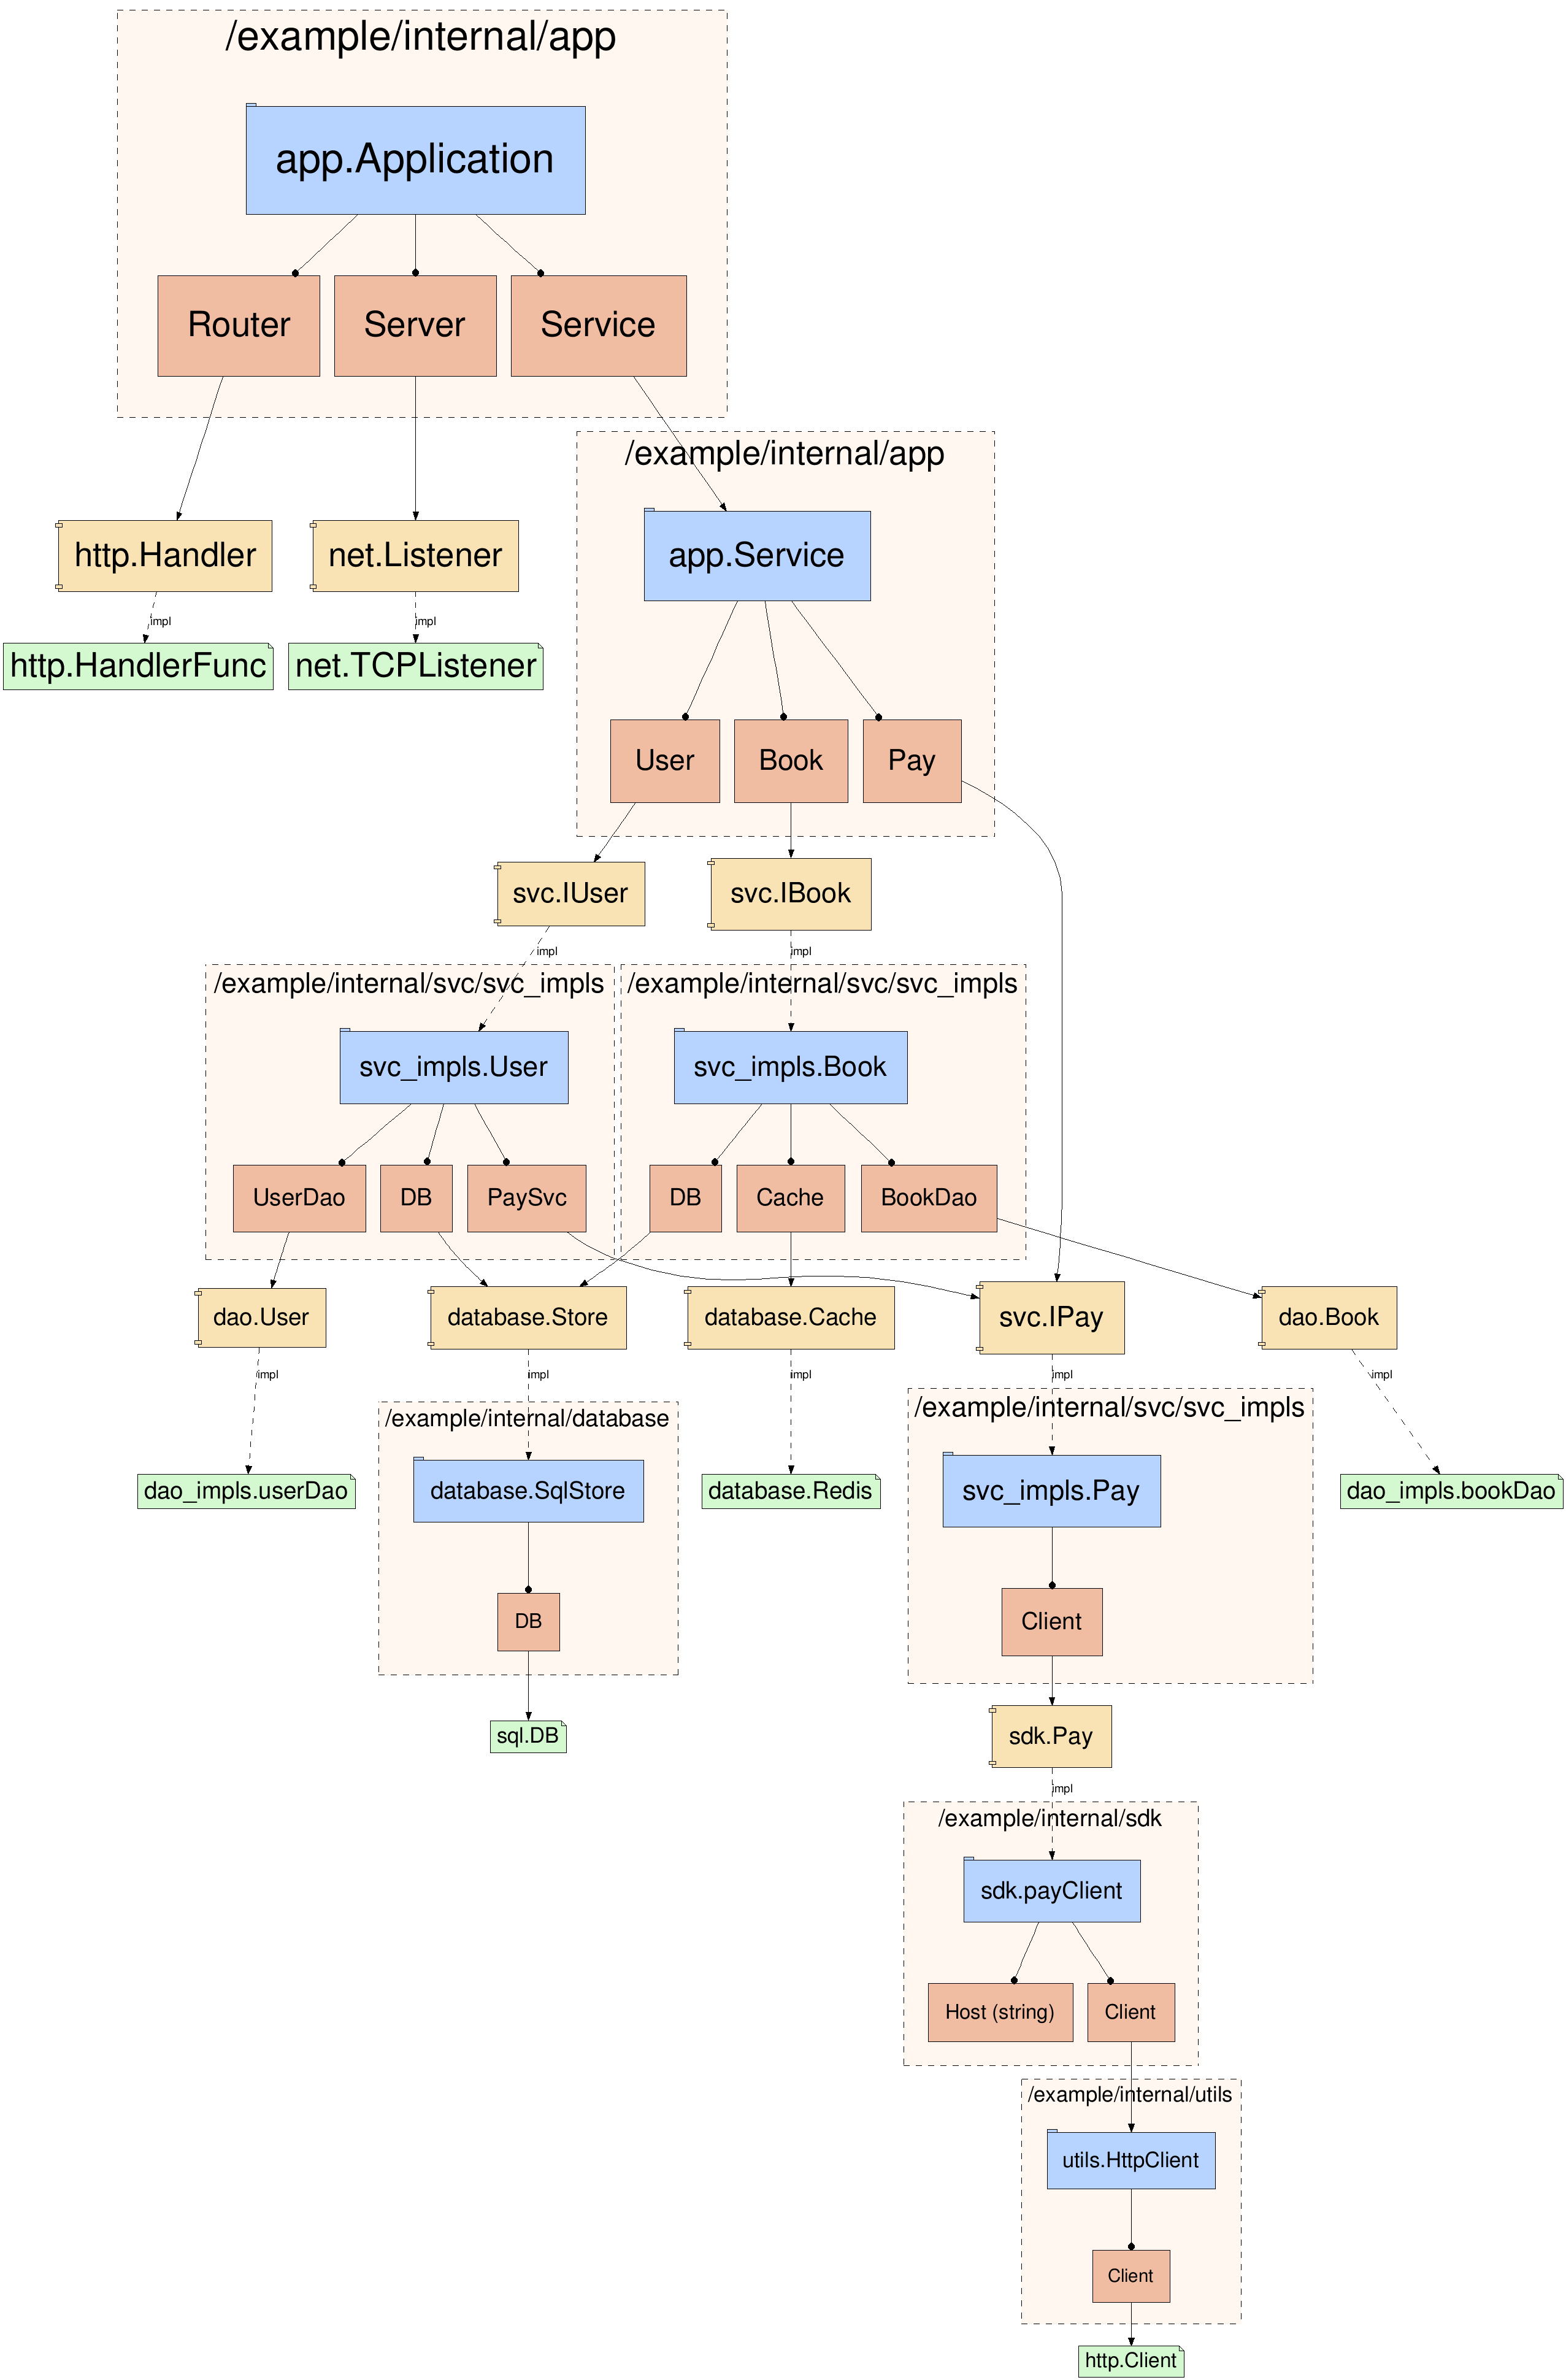 /example/internal/app
app.Application
Router
Server
Service
/example/internal/app
http.Handler
net.Listener
app.Service
impl
impl
http.HandlerFunc
net.TCPListener
User
Book
Pay
svc.IUser
svc.IBook
impl
impl
/example/internal/svc/svc_impls
/example/internal/svc/svc_impls
svc_impls.User
svc_impls.Book
UserDao
DB
PaySvc
DB
Cache
BookDao
dao.User
database.Store
database.Cache
svc.IPay
dao.Book
impl
impl
impl
impl
impl
/example/internal/database
/example/internal/svc/svc_impls
dao_impls.userDao
database.SqlStore
database.Redis
svc_impls.Pay
dao_impls.bookDao
DB
Client
sql.DB
sdk.Pay
impl
/example/internal/sdk
sdk.payClient
Host (string)
Client
/example/internal/utils
utils.HttpClient
Client
http.Client